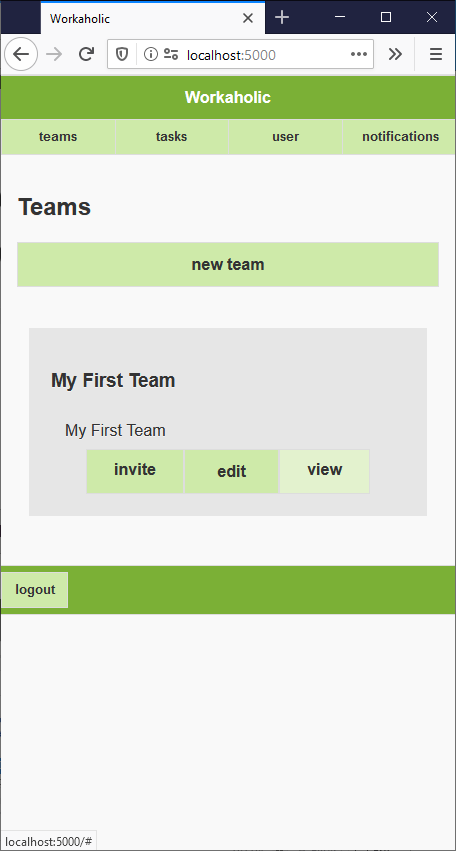 Workaholic
localhost:5000
Workaholic
teams tasks user notifications
Teams
new team
My First Team
My First Team
invite edit view
logout
localhost:5000/#